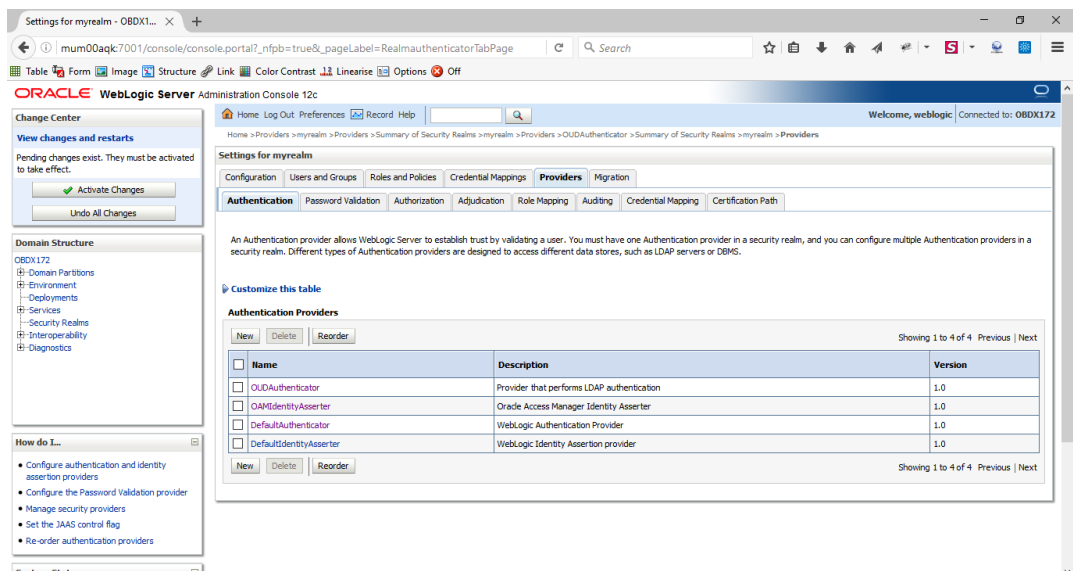 Settings for myrealm - OBDX1...
mum00aqk:7001/console/console.portal?_nfpb=true&_pageLabel=RealmauthenticatorTabPage
Search
Table Form Image Structure Link Color Contrast Linearise Options Off
ORACLE WebLogic Server Administration Console 12c
Change Center
View changes and restarts
Pending changes exist. They must be activated
to take effect.
Activate Changes
Undo All Changes
Domain Structure
OBDX172
Domain Partitions
Environment
Deployments
Services
Security Realms
Interoperability
Diagnostics
How do I...
Configure authentication and identity
assertion providers
Configure the Password Validation provider
Manage security providers
Set the JAAS control flag
Re-order authentication providers
Home Log Out Preferences Record Help
Welcome, weblogic Connected to: OBDX172
Home >Providers >myrealm >Providers >Summary of Security Realms >myrealm >Providers >OUDAuthenticator >Summary of Security Realms >myrealm >Providers
Settings for myrealm
Configuration Users and Groups Roles and Policies Credential Mappings Providers Migration
Authentication Password Validation Authorization Adjudication Role Mapping Auditing Credential Mapping Certification Path
An Authentication provider allows WebLogic Server to establish trust by validating a user. You must have one Authentication provider in a security realm, and you can configure multiple Authentication providers in a
security realm. Different types of Authentication providers are designed to access different data stores, such as LDAP servers or DBMS.
Customize this table
Authentication Providers
New Delete Reorder Showing 1 to 4 of 4 Previous | Next
Name Description Version
OUDAuthenticator Provider that performs LDAP authentication 1.0
OAMIdentityAsserter Oracle Access Manager Identity Asserter 1.0
DefaultAuthenticator WebLogic Authentication Provider 1.0
DefaultIdentityAsserter WebLogic Identity Assertion provider 1.0
New Delete Reorder Showing 1 to 4 of 4 Previous | Next